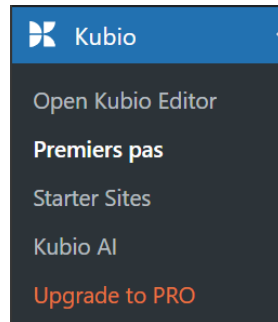 Kubio
Open Kubio Editor
Premiers pas
Starter Sites
Kubio AI
Upgrade to PRO